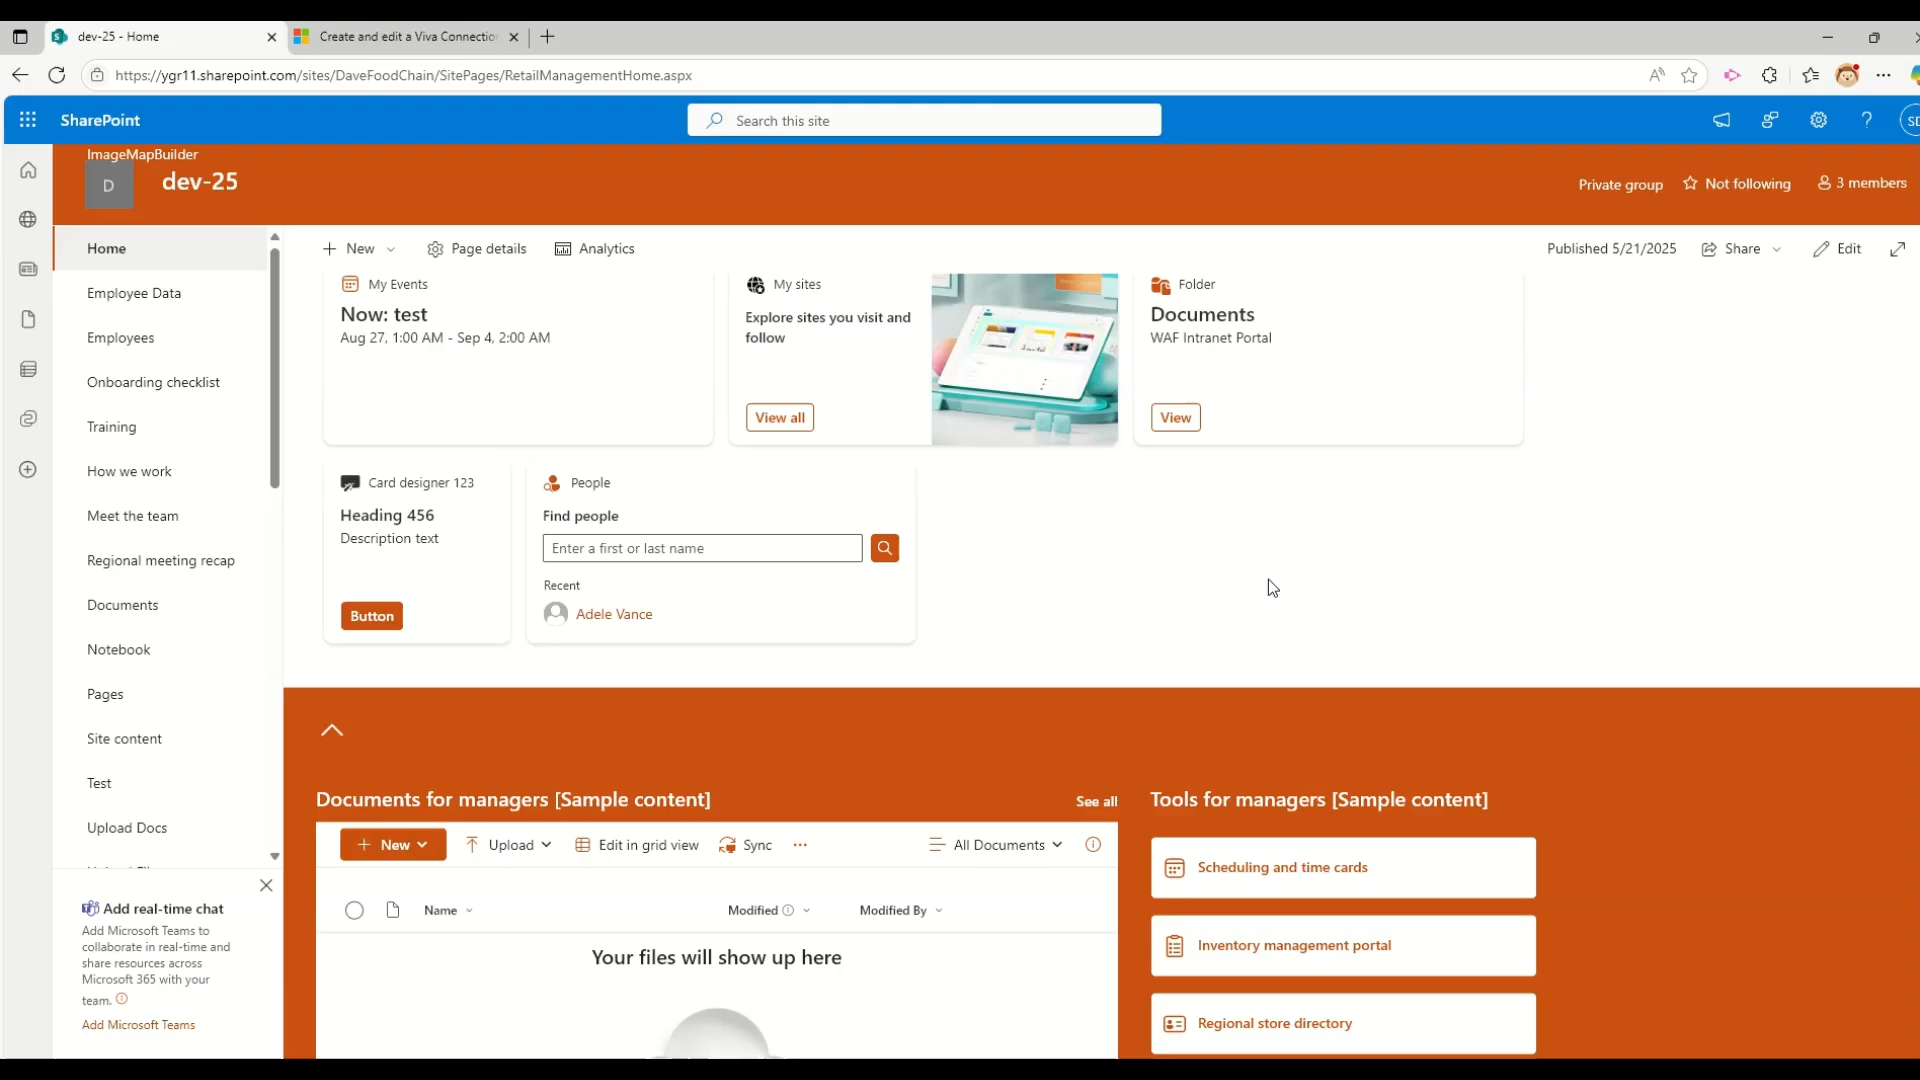 dev-25 - Home
Create and edit a Viva Connection
https://ygr11.sharepoint.com/sites/DaveFoodChain/SitePages/RetailManagementHome.aspx
SharePoint
Search this site
SD
ImageMapBuilder
D
dev-25
Private group
Not following
3 members
Home
Employee Data
Employees
Onboarding checklist
Training
How we work
Meet the team
Regional meeting recap
Documents
Notebook
Pages
Site content
Test
Upload Docs
Add real-time chat
Add Microsoft Teams to
collaborate in real-time and
share resources across
Microsoft 365 with your
team.
Add Microsoft Teams
New
Page details
Analytics
Published 5/21/2025
Share
Edit
My Events
Now: test
Aug 27, 1:00 AM - Sep 4, 2:00 AM
My sites
Explore sites you visit and
follow
View all
Folder
Documents
WAF Intranet Portal
View
Card designer 123
Heading 456
Description text
Button
People
Find people
Enter a first or last name
Recent
Adele Vance
Documents for managers [Sample content]
See all
New
Upload
Edit in grid view
Sync
All Documents
Name
Modified
Modified By
Your files will show up here
Tools for managers [Sample content]
Scheduling and time cards
Inventory management portal
Regional store directory